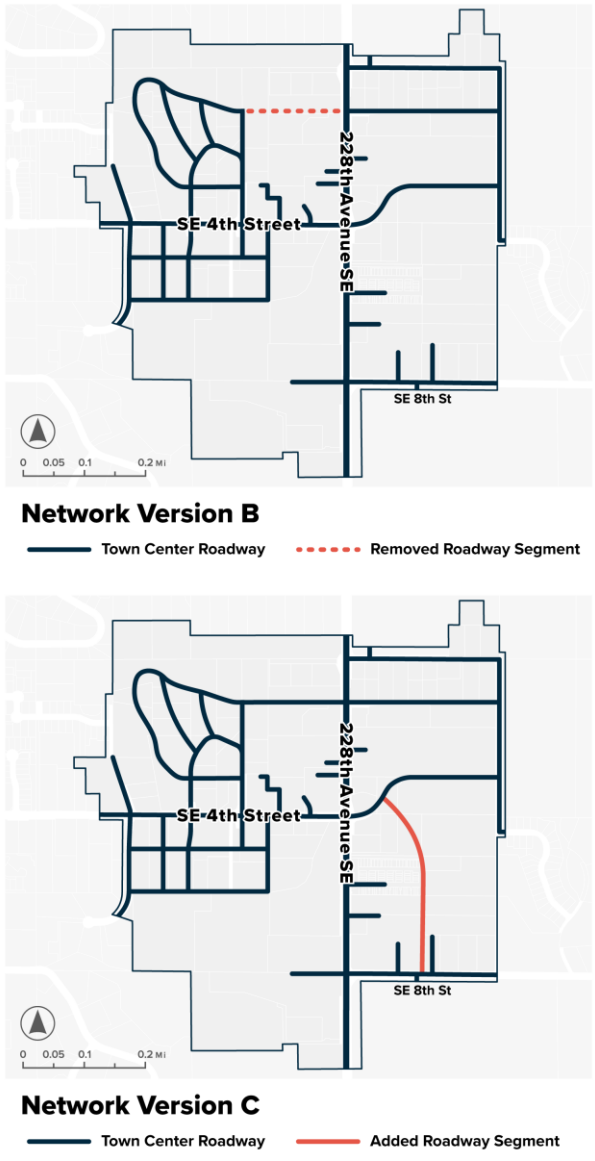 228th Avenue SE
SE 4th Street
SE 8th St
0 0.05 0.1 0.2 Mi
Network Version B
Town Center Roadway Removed Roadway Segment
228th Avenue SE
SE 4th Street
SE 8th St
0 0.05 0.1 0.2 Mi
Network Version C
Town Center Roadway Added Roadway Segment